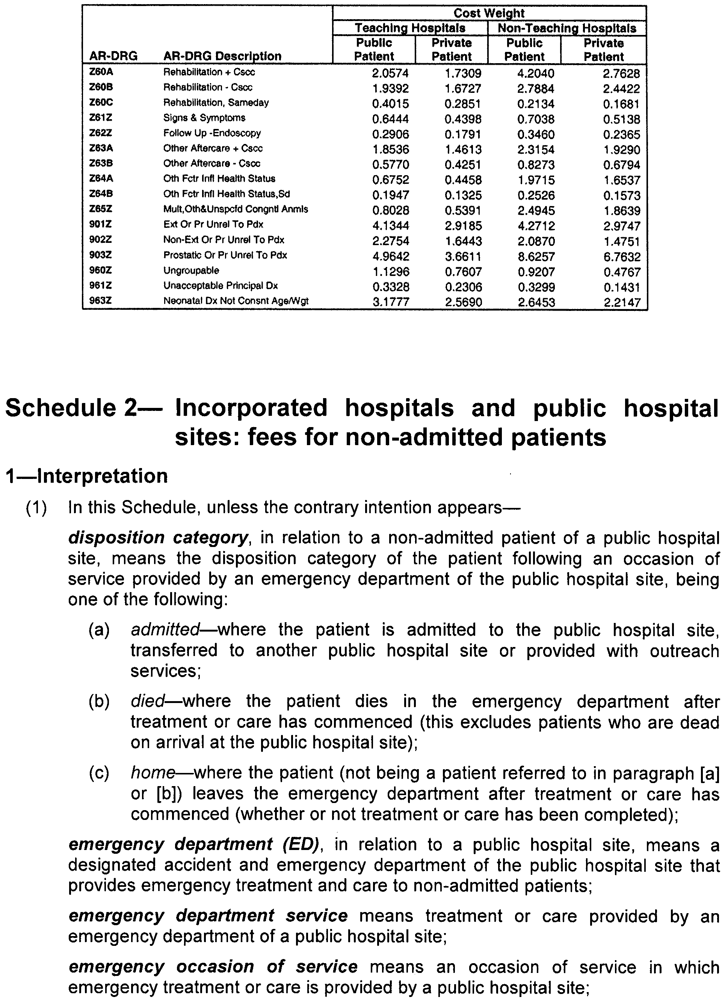 Cost Weight
Teaching Hospitals Non-Teaching Hospitals
Public Private Public Private
AR-DRG AR-DRG Description Patient Patient Patient Patient
Z60A Rehabilitation + Cscc 2.0574 1.7309 4.2040 2.7628
Z60B Rehabilitation - Cscc 1.9392 1.6727 2.7884 2.4422
Z60C Rehabilitation, Sameday 0.4015 0.2851 0.2134 0.1681
Z61Z Signs & Symptoms 0.6444 0.4398 0.7038 0.5138
Z62Z Follow Up -Endoscopy 0.2906 0.1791 0.3460 0.2365
Z63A Other Aftercare + Cscc 1.8536 1.4613 2.3154 1.9290
Z63B Other Aftercare - Cscc 0.5770 0.4251 0.8273 0.6794
Z64A Oth Fctr Infl Health Status 0.6752 0.4458 1.9715 1.6537
Z64B Oth Fctr Infl Health Status,Sd 0.1947 0.1325 0.2526 0.1573
Z65Z Mult,Oth&Unspcfd Congntl Anmls 0.8028 0.5391 2.4945 1.8639
901Z Ext Or Pr Unrel To Pdx 4.1344 2.9185 4.2712 2.9747
902Z Non-Ext Or Pr Unrel To Pdx 2.2754 1.6443 2.0870 1.4751
903Z Prostatic Or Pr Unrel To Pdx 4.9642 3.6611 8.6257 6.7632
960Z Ungroupable 1.1296 0.7607 0.9207 0.4767
961Z Unacceptable Principal Dx 0.3328 0.2306 0.3299 0.1431
963Z Neonatal Dx Not Consnt Age/Wgt 3.1777 2.5690 2.6453 2.2147
Schedule 2— Incorporated hospitals and public hospital
sites: fees for non-admitted patients
1—Interpretation
(1) In this Schedule, unless the contrary intention appears—
disposition category, in relation to a non-admitted patient of a public hospital
site, means the disposition category of the patient following an occasion of
service provided by an emergency department of the public hospital site, being
one of the following:
(a) admitted—where the patient is admitted to the public hospital site,
transferred to another public hospital site or provided with outreach
services;
(b) died—where the patient dies in the emergency department after
treatment or care has commenced (this excludes patients who are dead
on arrival at the public hospital site);
(c) home—where the patient (not being a patient referred to in paragraph [a]
or [b]) leaves the emergency department after treatment or care has
commenced (whether or not treatment or care has been completed);
emergency department (ED), in relation to a public hospital site, means a
designated accident and emergency department of the public hospital site that
provides emergency treatment and care to non-admitted patients;
emergency department service means treatment or care provided by an
emergency department of a public hospital site;
emergency occasion of service means an occasion of service in which
emergency treatment or care is provided by a public hospital site;